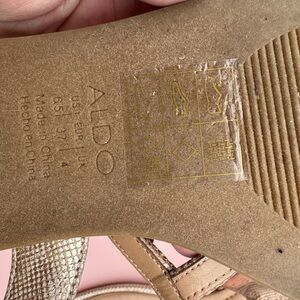 ALDO
US | EUR | UK
6.5 | 37 | 4
Made in China
Hecho en China